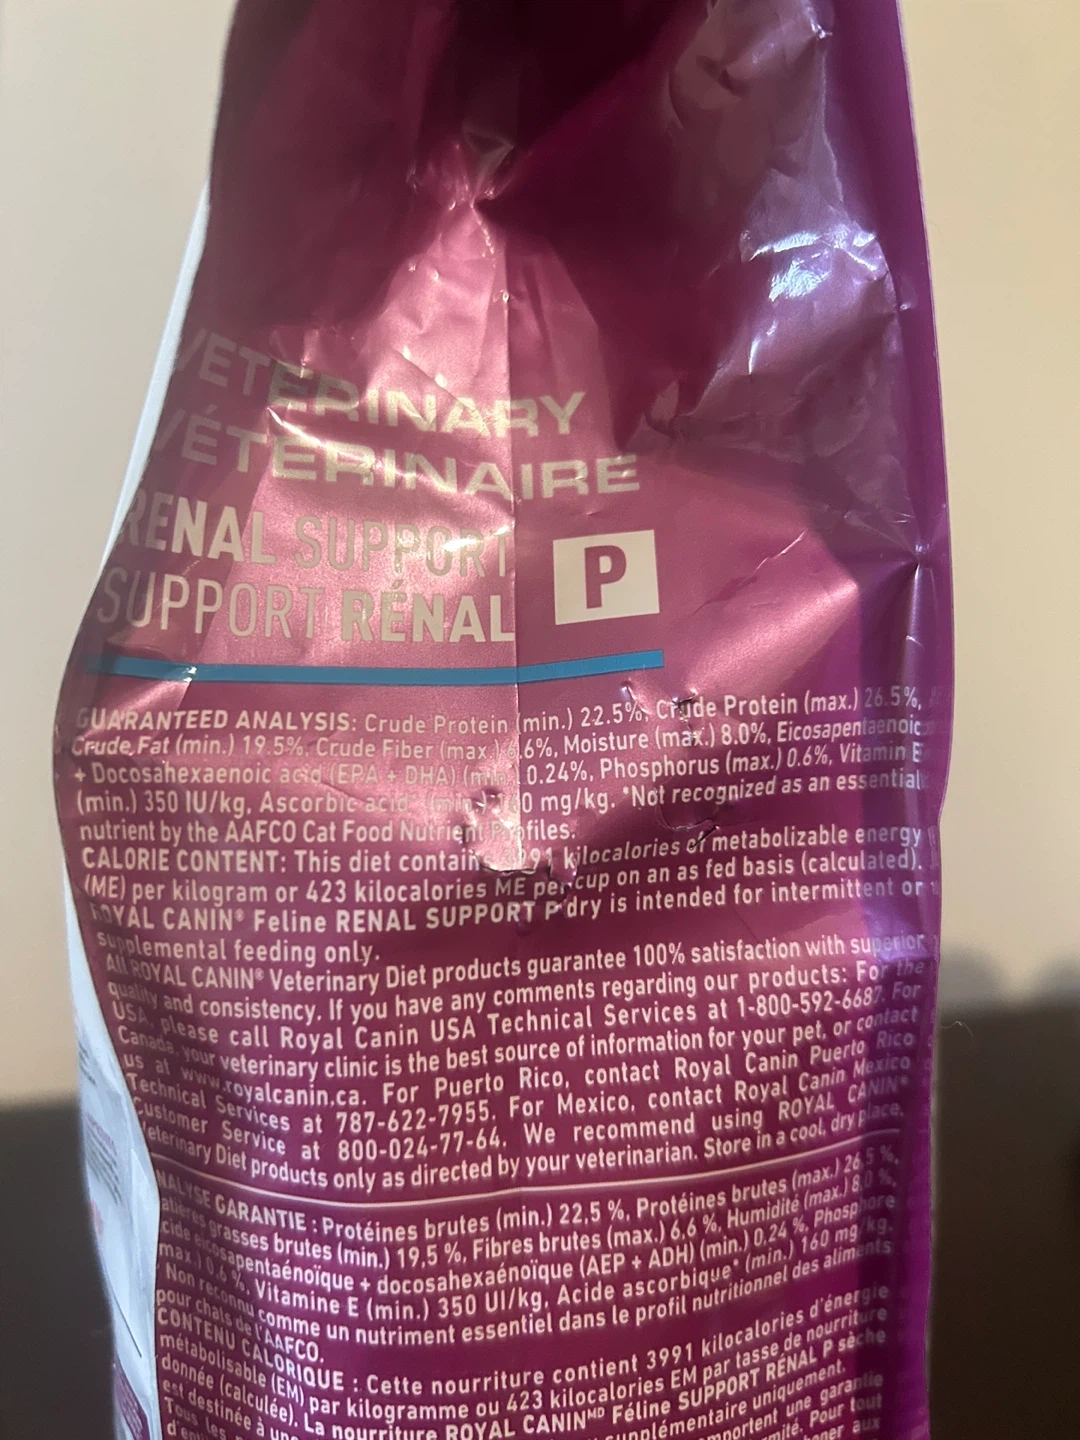 VETERINARY
VÉTÉRINAIRE
RENAL SUPPORT
SUPPORT RÉNAL
P
GUARANTEED ANALYSIS: Crude Protein (min.) 22.5%, Crude Protein (max.) 26.5%,
Crude Fat (min.) 19.5%, Crude Fiber (max.) 6.6%, Moisture (max.) 8.0%, Eicosapentaenoic
+ Docosahexaenoic acid (EPA + DHA) (min.) 0.24%, Phosphorus (max.) 0.6%, Vitamin E
(min.) 350 IU/kg, Ascorbic acid* (min.) mg/kg. *Not recognized as an essential
nutrient by the AAFCO Cat Food Nutrient Profiles.
CALORIE CONTENT: This diet contains 3991 kilocalories of metabolizable energy
(ME) per kilogram or 423 kilocalories ME per cup on an as fed basis (calculated).
ROYAL CANIN® Feline RENAL SUPPORT P dry is intended for intermittent or
supplemental feeding only.
All ROYAL CANIN® Veterinary Diet products guarantee 100% satisfaction with superior
quality and consistency. If you have any comments regarding our products: For the
USA, please call Royal Canin USA Technical Services at 1-800-592-6687. For
Canada, your veterinary clinic is the best source of information for your pet, or contact
us at www.royalcanin.ca. For Puerto Rico, contact Royal Canin Puerto Rico
Technical Services at 787-622-7955. For Mexico, contact Royal Canin Mexico
Customer Service at 800-024-77-64. We recommend using ROYAL CANIN®
Veterinary Diet products only as directed by your veterinarian. Store in a cool, dry place.
NALYSE GARANTIE : Protéines brutes (min.) 22,5 %, Protéines brutes (max.) 26,5 %,
atières grasses brutes (min.) 19,5 %, Fibres brutes (max.) 6,6 %, Humidité (max.) 8,0 %,
cide eicosapentaénoïque + docosahexaénoïque (AEP + ADH) (min.) 0,24 %, Phosphore
max.) 0,6 %, Vitamine E (min.) 350 UI/kg, Acide ascorbique* (min.) 160 mg/kg.
Non reconnu comme un nutriment essentiel dans le profil nutritionnel des aliments
pour chats de l'AAFCO.
CONTENU CALORIQUE : Cette nourriture contient 3991 kilocalories d'énergie
métabolisable (EM) par kilogramme ou 423 kilocalories EM par tasse de nourriture
donnée (calculée). La nourriture ROYAL CANIN MD Féline SUPPORT RÉNAL P sèche
est destinée à une supplémentaire uniquement.
Tous les comportent une garantie
mité. Pour tout
aux